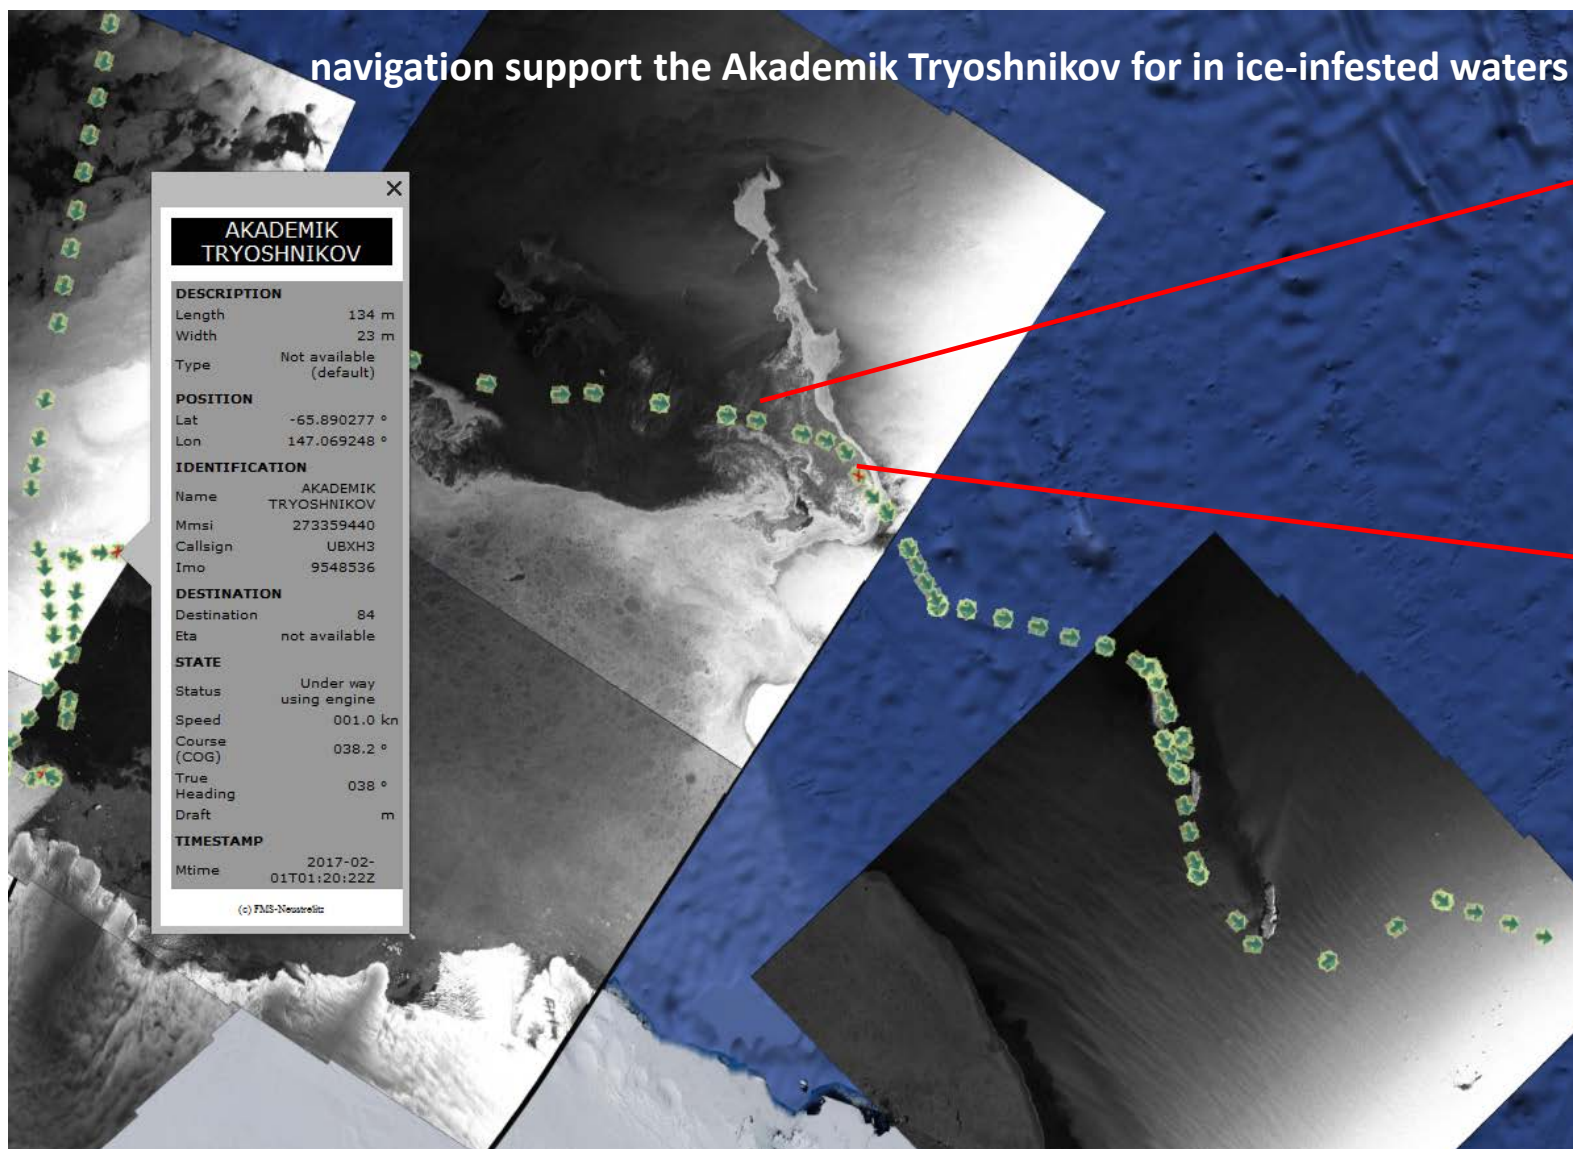 navigation support the Akademik Tryoshnikov for in ice-infested waters
AKADEMIK
TRYOSHNIKOV
DESCRIPTION
Length 134 m
Width 23 m
Type Not available
(default)
POSITION
Lat -65.890277 °
Lon 147.069248 °
IDENTIFICATION
Name AKADEMIK
TRYOSHNIKOV
Mmsi 273359440
Callsign UBXH3
Imo 9548536
DESTINATION
Destination 84
Eta not available
STATE
Status Under way
using engine
Speed 001.0 kn
Course
(COG) 038.2 °
True
Heading 038 °
Draft m
TIMESTAMP
Mtime 2017-02-
01T01:20:22Z
(c) FMS-Neustrelitz